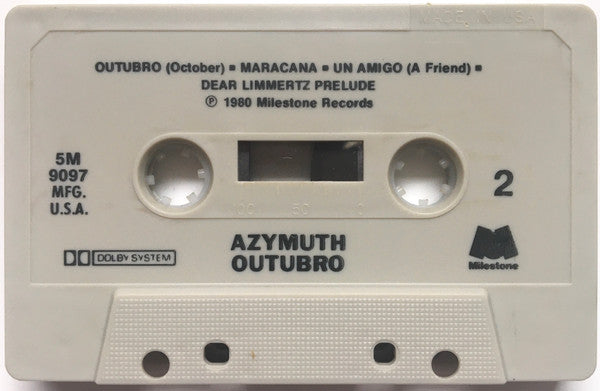 MADE IN USA
OUTUBRO (October) ▪ MARACANA ▪ UN AMIGO (A Friend) ▪
DEAR LIMMERTZ PRELUDE
Ⓟ 1980 Milestone Records
5M
9097
MFG.
U.S.A.
2
100 50 0
AZYMUTH
OUTUBRO
DOLBY SYSTEM
Milestone